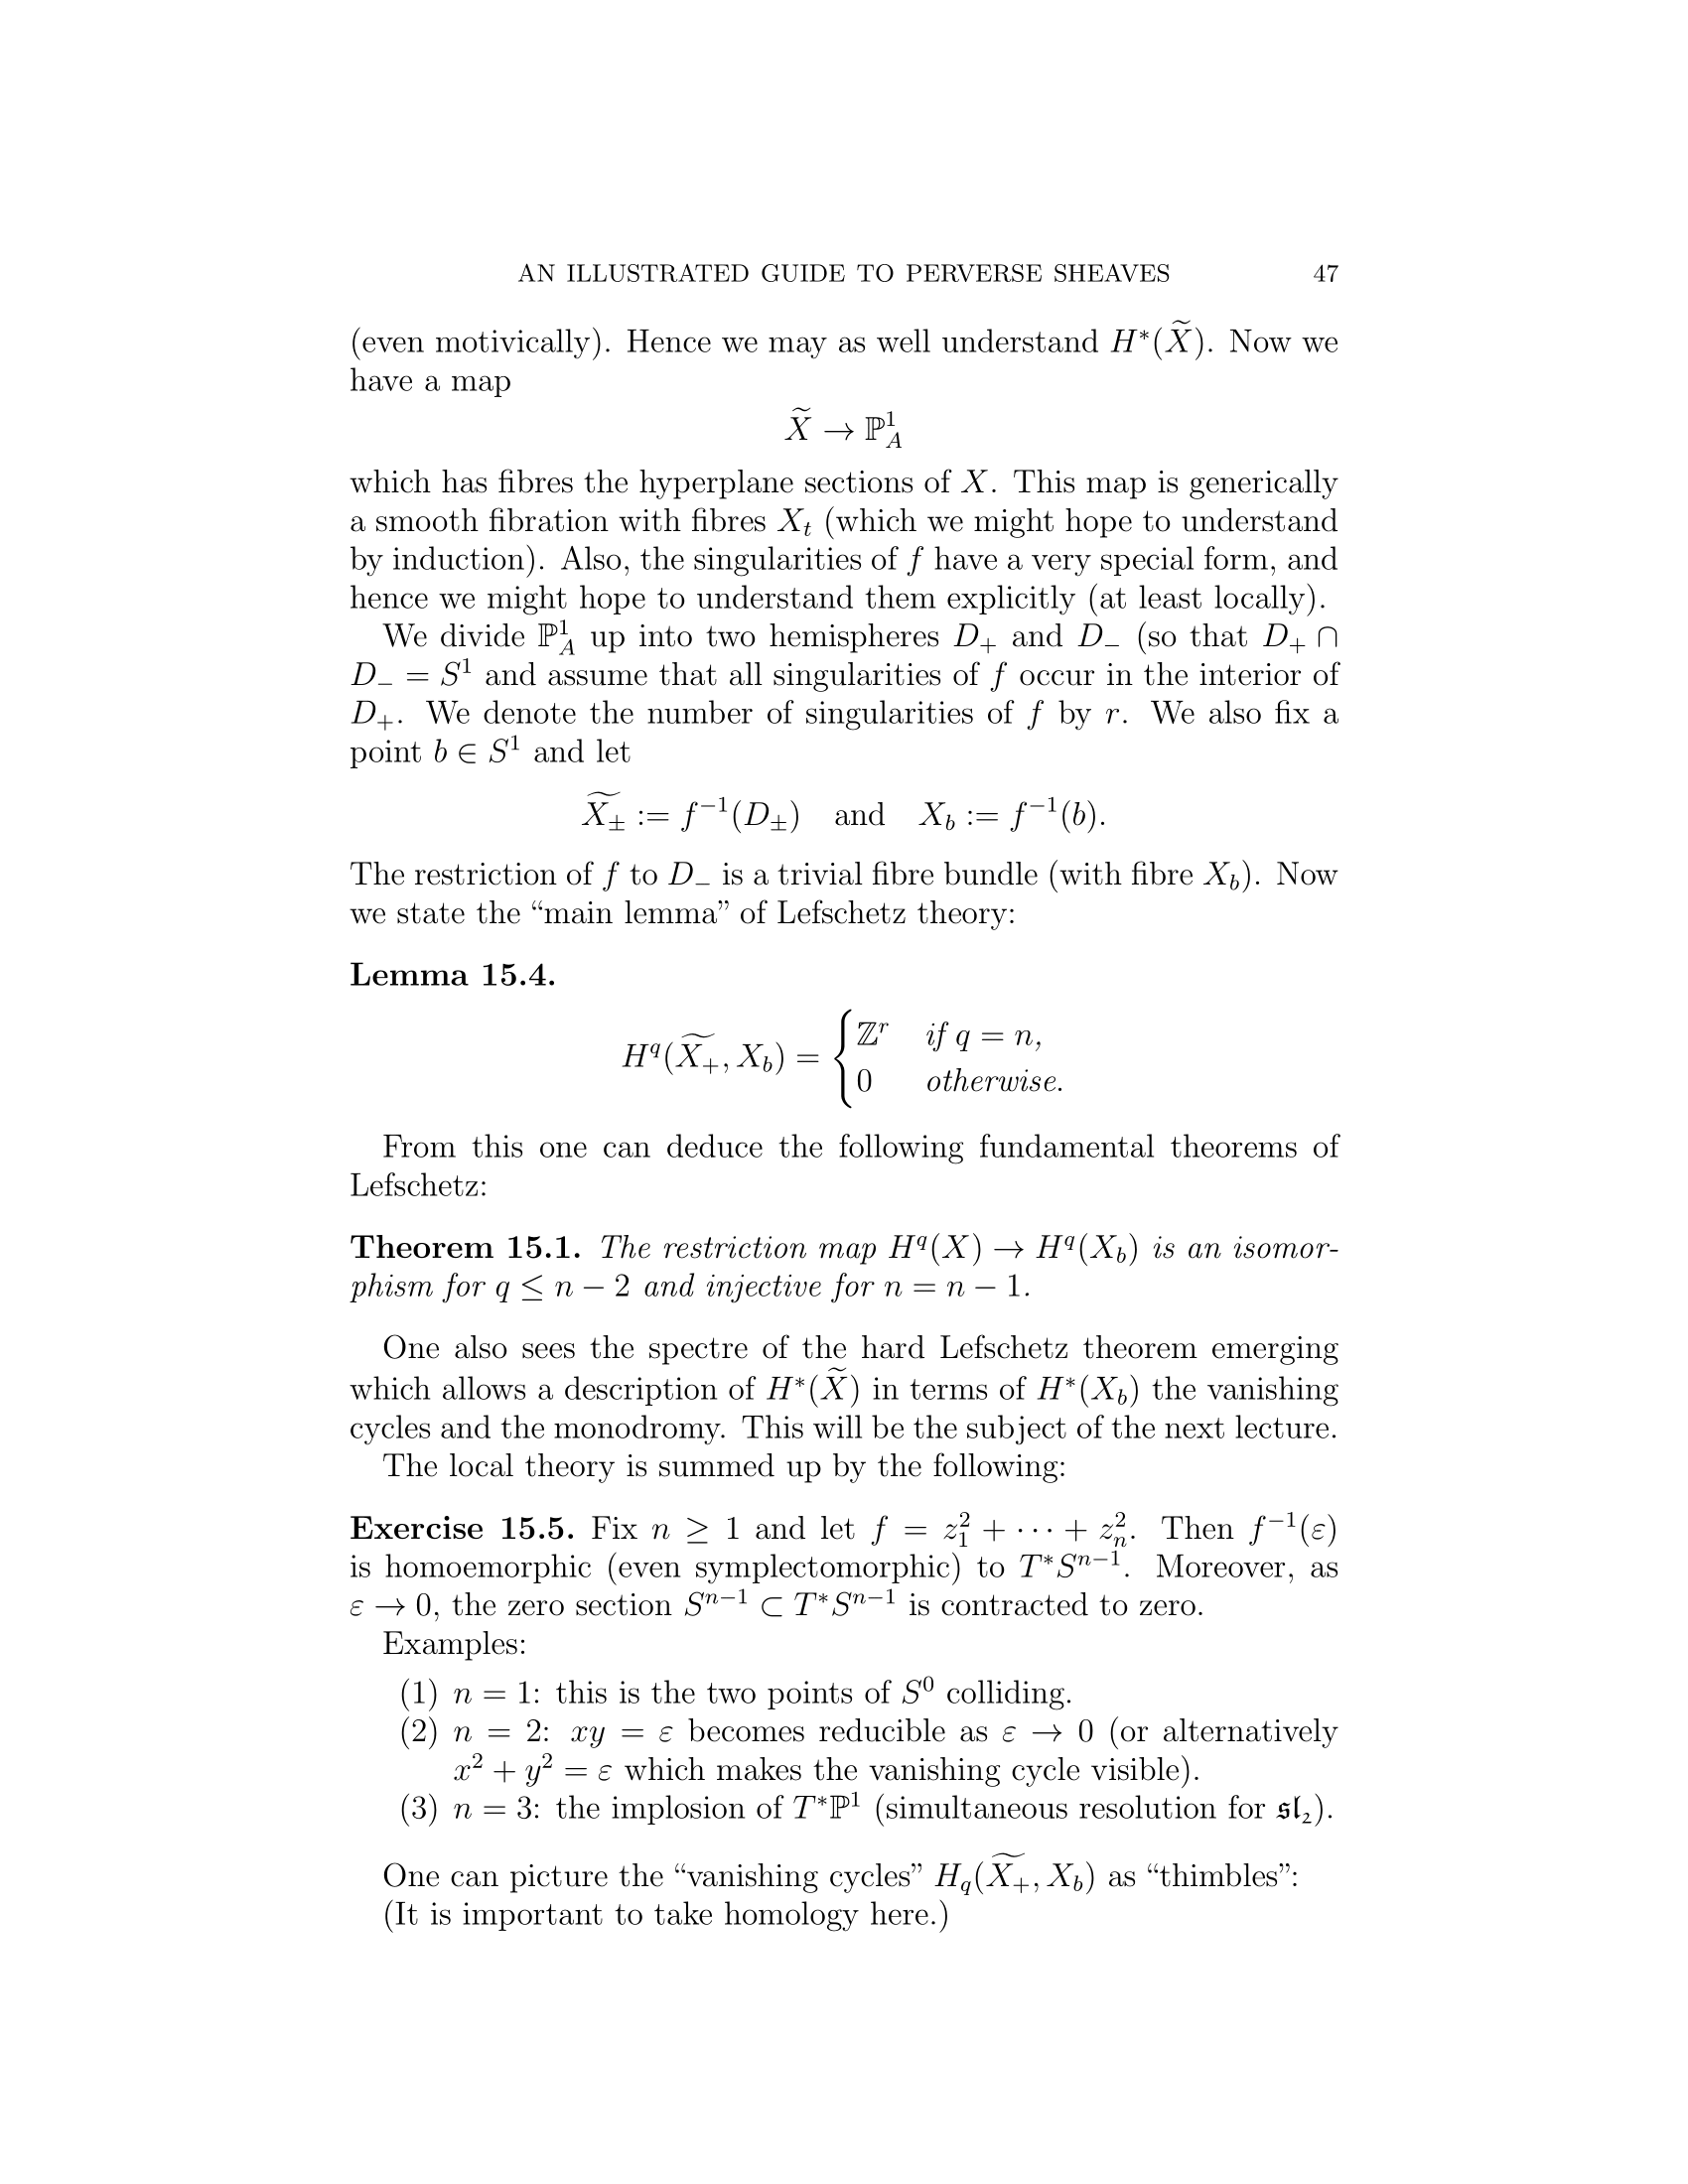 AN ILLUSTRATED GUIDE TO PERVERSE SHEAVES 47
(even motivically). Hence we may as well understand $H^*(\widetilde{X})$. Now we
have a map
$\widetilde{X} \to \mathbb{P}^1_A$
which has fibres the hyperplane sections of $X$. This map is generically
a smooth fibration with fibres $X_t$ (which we might hope to understand
by induction). Also, the singularities of $f$ have a very special form, and
hence we might hope to understand them explicitly (at least locally).
We divide $\mathbb{P}^1_A$ up into two hemispheres $D_+$ and $D_-$ (so that $D_+ \cap$
$D_- = S^1$ and assume that all singularities of $f$ occur in the interior of
$D_+$. We denote the number of singularities of $f$ by $r$. We also fix a
point $b \in S^1$ and let
$\widetilde{X_\pm} := f^{-1}(D_\pm)$ and $X_b := f^{-1}(b).$
The restriction of $f$ to $D_-$ is a trivial fibre bundle (with fibre $X_b$). Now
we state the “main lemma” of Lefschetz theory:
Lemma 15.4.
$H^q(\widetilde{X_+}, X_b) = \begin{cases} \mathbb{Z}^r & \text{if } q = n, \\ 0 & \text{otherwise.} \end{cases}$
From this one can deduce the following fundamental theorems of
Lefschetz:
Theorem 15.1. The restriction map $H^q(X) \to H^q(X_b)$ is an isomor-
phism for $q \leq n - 2$ and injective for $n = n - 1$.
One also sees the spectre of the hard Lefschetz theorem emerging
which allows a description of $H^*(\widetilde{X})$ in terms of $H^*(X_b)$ the vanishing
cycles and the monodromy. This will be the subject of the next lecture.
The local theory is summed up by the following:
Exercise 15.5. Fix $n \geq 1$ and let $f = z_1^2 + \cdots + z_n^2$. Then $f^{-1}(\varepsilon)$
is homoemorphic (even symplectomorphic) to $T^*S^{n-1}$. Moreover, as
$\varepsilon \to 0$, the zero section $S^{n-1} \subset T^*S^{n-1}$ is contracted to zero.
Examples:
(1) $n = 1$: this is the two points of $S^0$ colliding.
(2) $n = 2$: $xy = \varepsilon$ becomes reducible as $\varepsilon \to 0$ (or alternatively
$x^2 + y^2 = \varepsilon$ which makes the vanishing cycle visible).
(3) $n = 3$: the implosion of $T^*\mathbb{P}^1$ (simultaneous resolution for $\mathfrak{sl}_2$).
One can picture the “vanishing cycles” $H_q(\widetilde{X_+}, X_b)$ as “thimbles”:
(It is important to take homology here.)